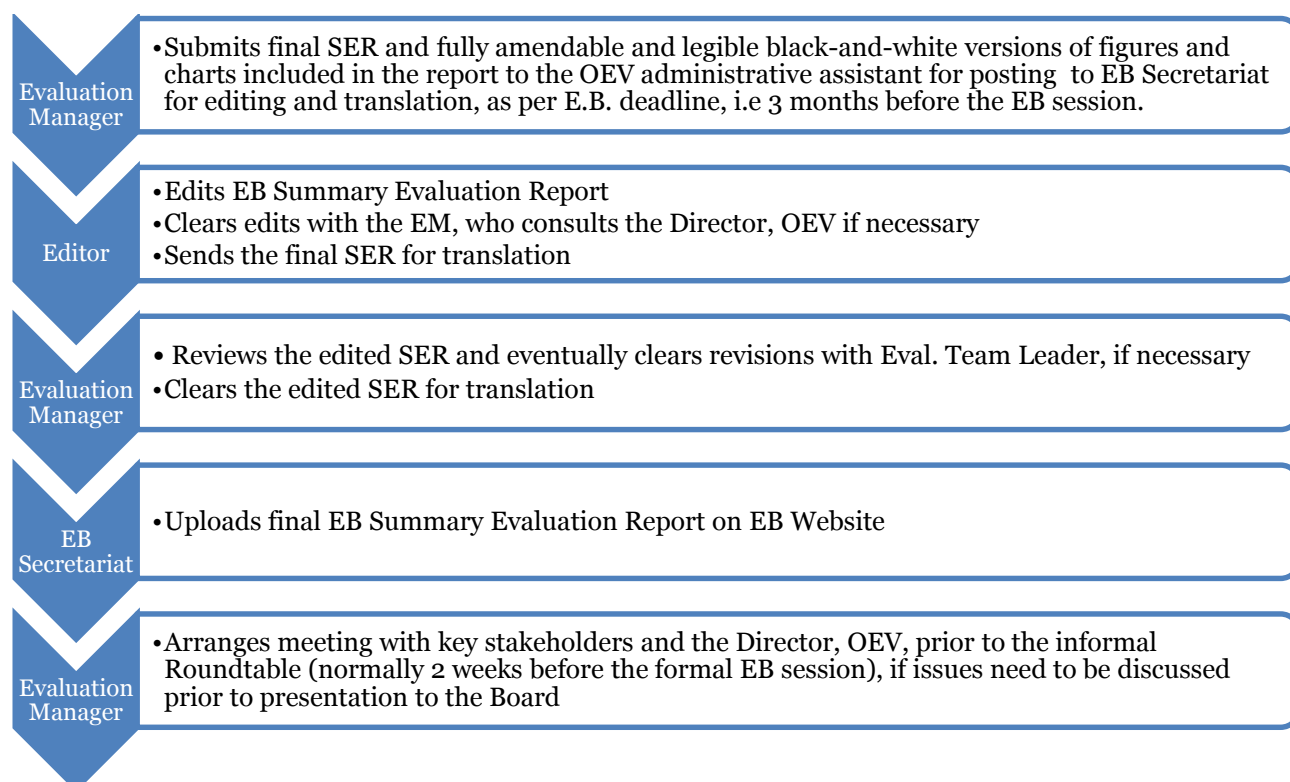 Evaluation
Manager
•Submits final SER and fully amendable and legible black-and-white versions of figures and
charts included in the report to the OEV administrative assistant for posting  to EB Secretariat
for editing and translation, as per E.B. deadline, i.e 3 months before the EB session.
Editor
•Edits EB Summary Evaluation Report
•Clears edits with the EM, who consults the Director, OEV if necessary
•Sends the final SER for translation
Evaluation
Manager
• Reviews the edited SER and eventually clears revisions with Eval. Team Leader, if necessary
•Clears the edited SER for translation
EB
Secretariat
•Uploads final EB Summary Evaluation Report on EB Website
Evaluation
Manager
•Arranges meeting with key stakeholders and the Director, OEV, prior to the informal
Roundtable (normally 2 weeks before the formal EB session), if issues need to be discussed
prior to presentation to the Board